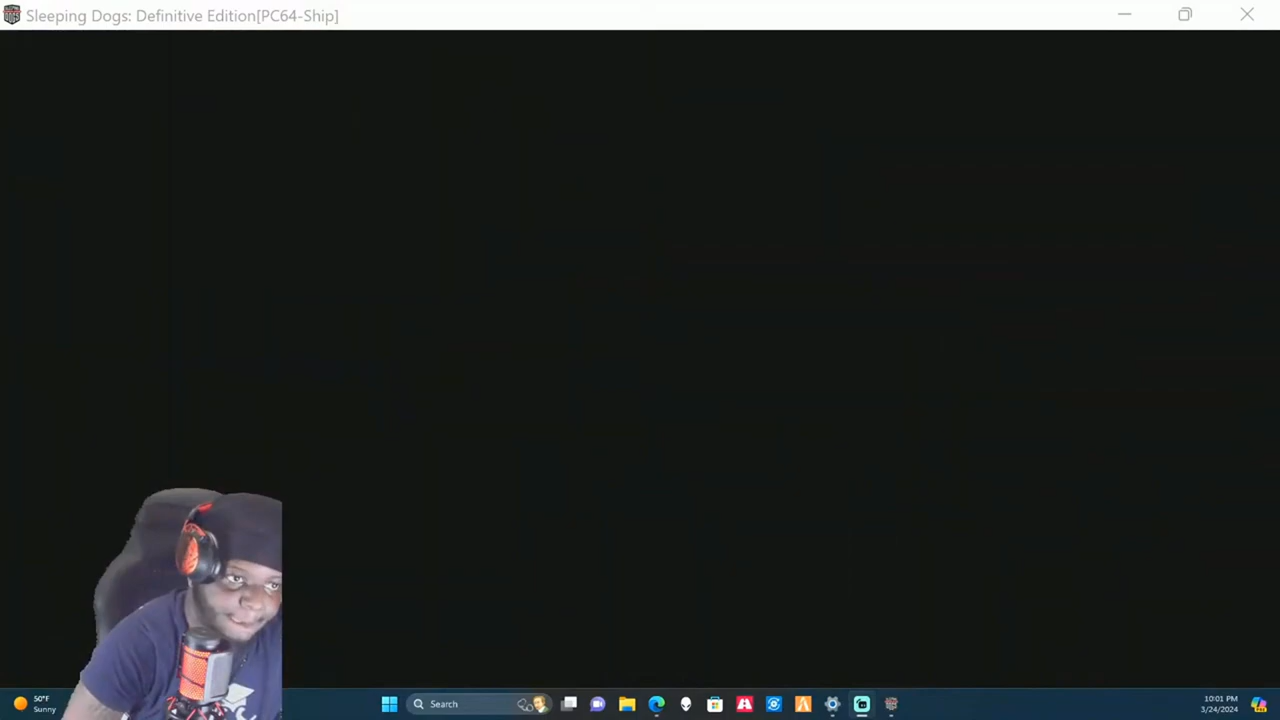 Sleeping Dogs: Definitive Edition[PC64-Ship]
50°F
Sunny
Search
10:01 PM
3/24/2024